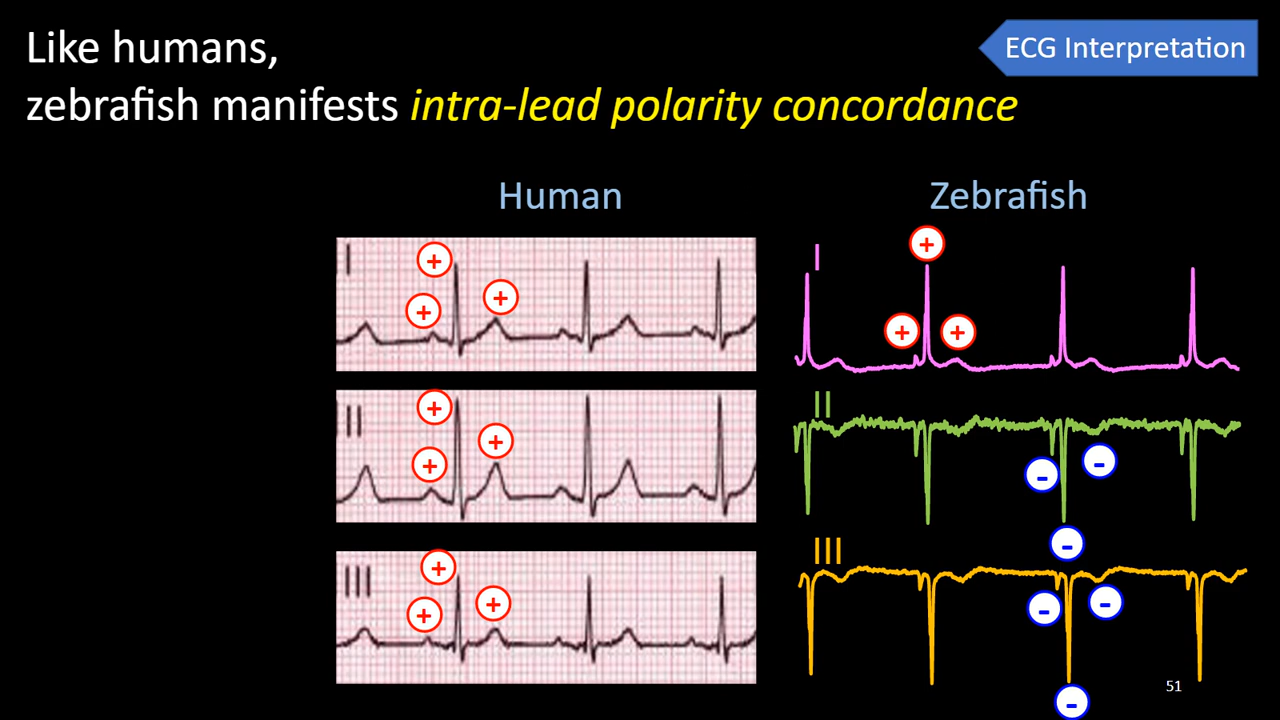 Like humans,
zebrafish manifests intra-lead polarity concordance
ECG Interpretation
Human
Zebrafish
I
+
+
+
II
+
+
+
III
+
+
+
I
+
+
+
II
-
-
-
III
-
-
-
51